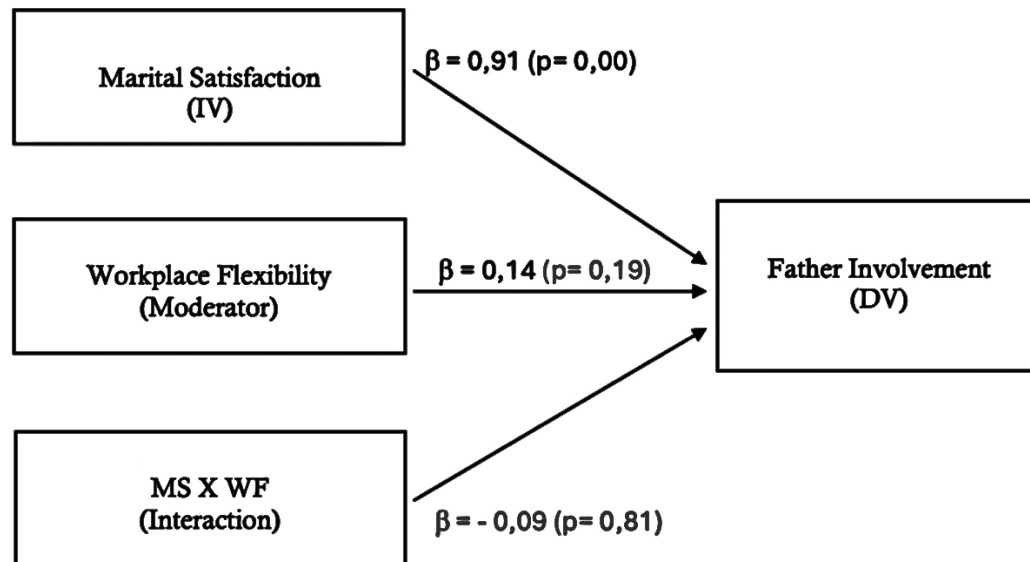 Marital Satisfaction
(IV)
β = 0,91 (p= 0,00)
Workplace Flexibility
(Moderator)
β = 0,14 (p= 0,19)
Father Involvement
(DV)
MS X WF
(Interaction)
β = - 0,09 (p= 0,81)